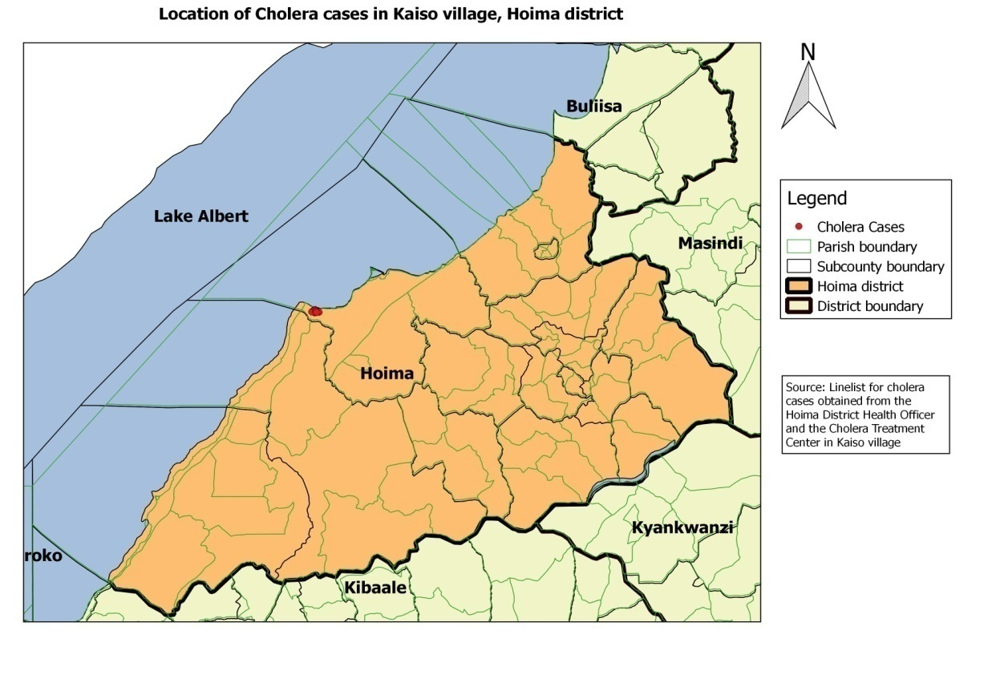 Location of Cholera cases in Kaiso village, Hoima district
N
Buliisa
Lake Albert
Masindi
Hoima
Kyankwanzi
roko
Kibaale
Legend
Cholera Cases
Parish boundary
Subcounty boundary
Hoima district
District boundary
Source: Linelist for cholera
cases obtained from the
Hoima District Health Officer
and the Cholera Treatment
Center in Kaiso village